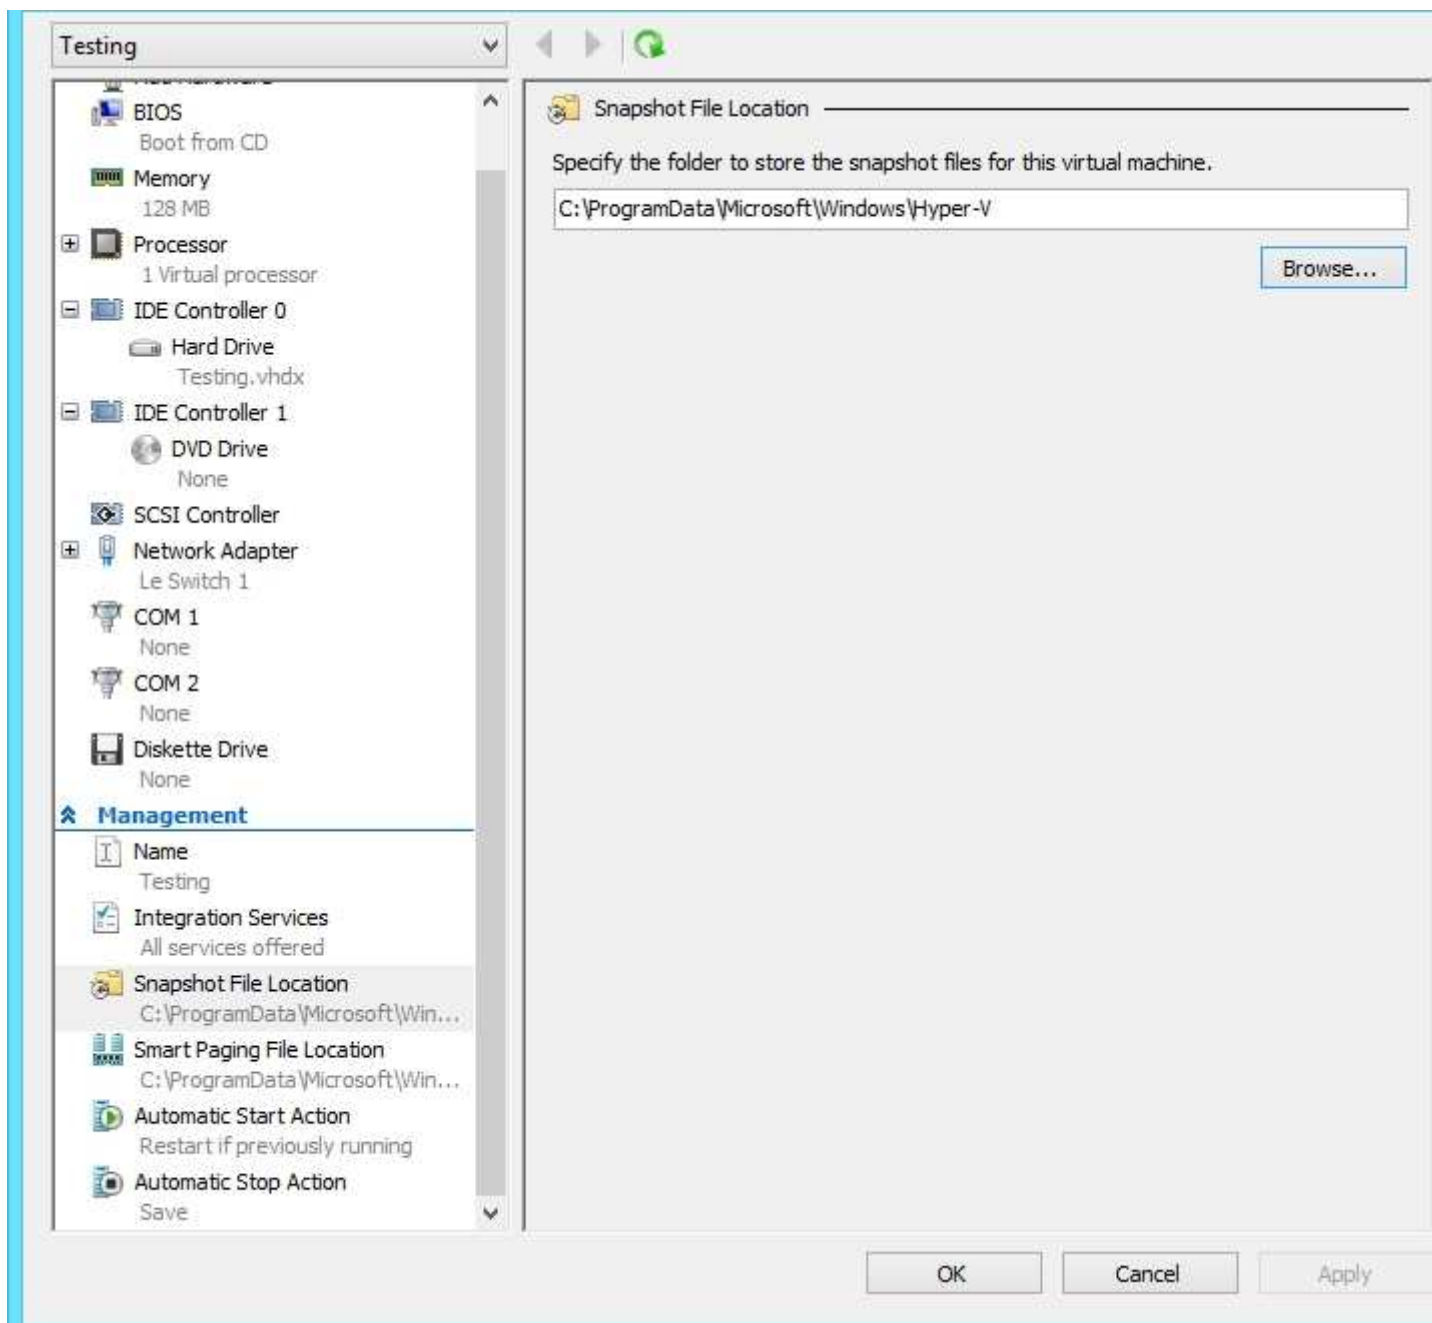 Testing
Add Hardware
BIOS
Boot from CD
Memory
128 MB
Processor
1 Virtual processor
IDE Controller 0
Hard Drive
Testing.vhdx
IDE Controller 1
DVD Drive
None
SCSI Controller
Network Adapter
Le Switch 1
COM 1
None
COM 2
None
Diskette Drive
None
Management
Name
Testing
Integration Services
All services offered
Snapshot File Location
C:\ProgramData\Microsoft\Win...
Smart Paging File Location
C:\ProgramData\Microsoft\Win...
Automatic Start Action
Restart if previously running
Automatic Stop Action
Save
Snapshot File Location
Specify the folder to store the snapshot files for this virtual machine.
C:\ProgramData\Microsoft\Windows\Hyper-V
Browse...
OK
Cancel
Apply